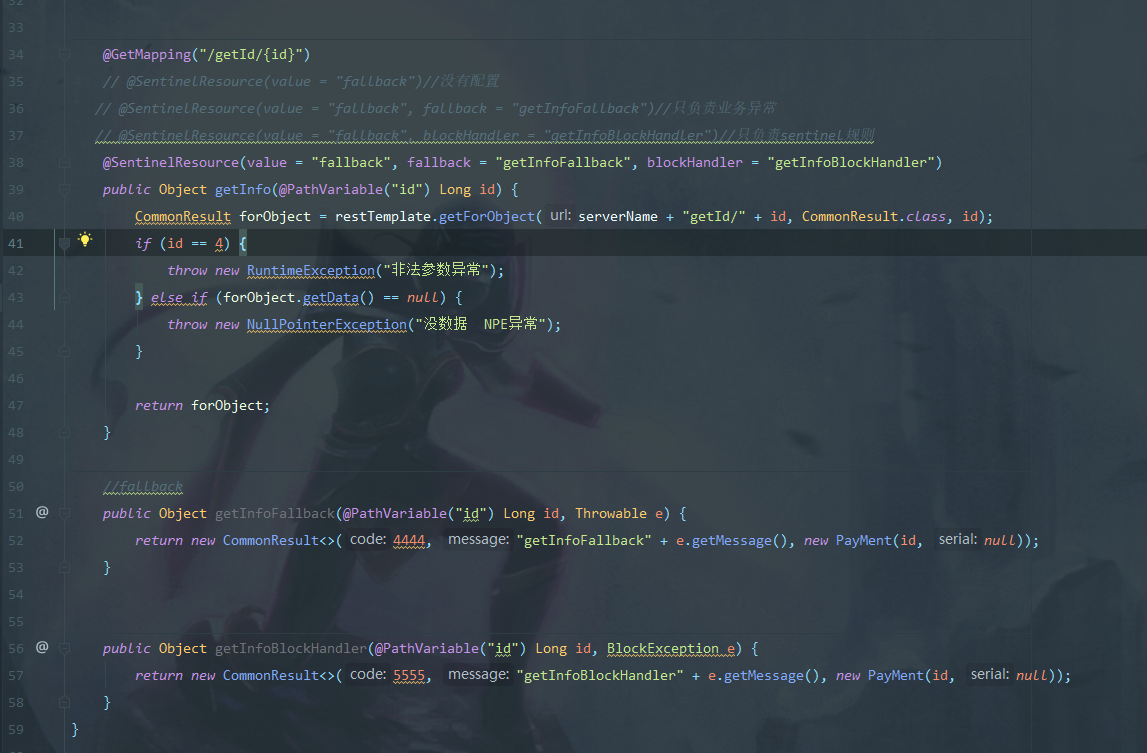 32
33
34 @GetMapping("/getId/{id}")
35 // @SentinelResource(value = "fallback")//没有配置
36 // @SentinelResource(value = "fallback", fallback = "getInfoFallback")//只负责业务异常
37 // @SentinelResource(value = "fallback", blockHandler = "getInfoBlockHandler")//只负责sentinel规则
38 @SentinelResource(value = "fallback", fallback = "getInfoFallback", blockHandler = "getInfoBlockHandler")
39 public Object getInfo(@PathVariable("id") Long id) {
40 CommonResult forObject = restTemplate.getForObject( url: serverName + "getId/" + id, CommonResult.class, id);
41 if (id == 4) {
42 throw new RuntimeException("非法参数异常");
43 } else if (forObject.getData() == null) {
44 throw new NullPointerException("没数据 NPE异常");
45 }
46
47 return forObject;
48 }
49
50 //fallback
51 @ public Object getInfoFallback(@PathVariable("id") Long id, Throwable e) {
52 return new CommonResult<>( code: 4444, message: "getInfoFallback" + e.getMessage(), new PayMent(id, serial: null));
53 }
54
55
56 @ public Object getInfoBlockHandler(@PathVariable("id") Long id, BlockException e) {
57 return new CommonResult<>( code: 5555, message: "getInfoBlockHandler" + e.getMessage(), new PayMent(id, serial: null));
58 }
59 }